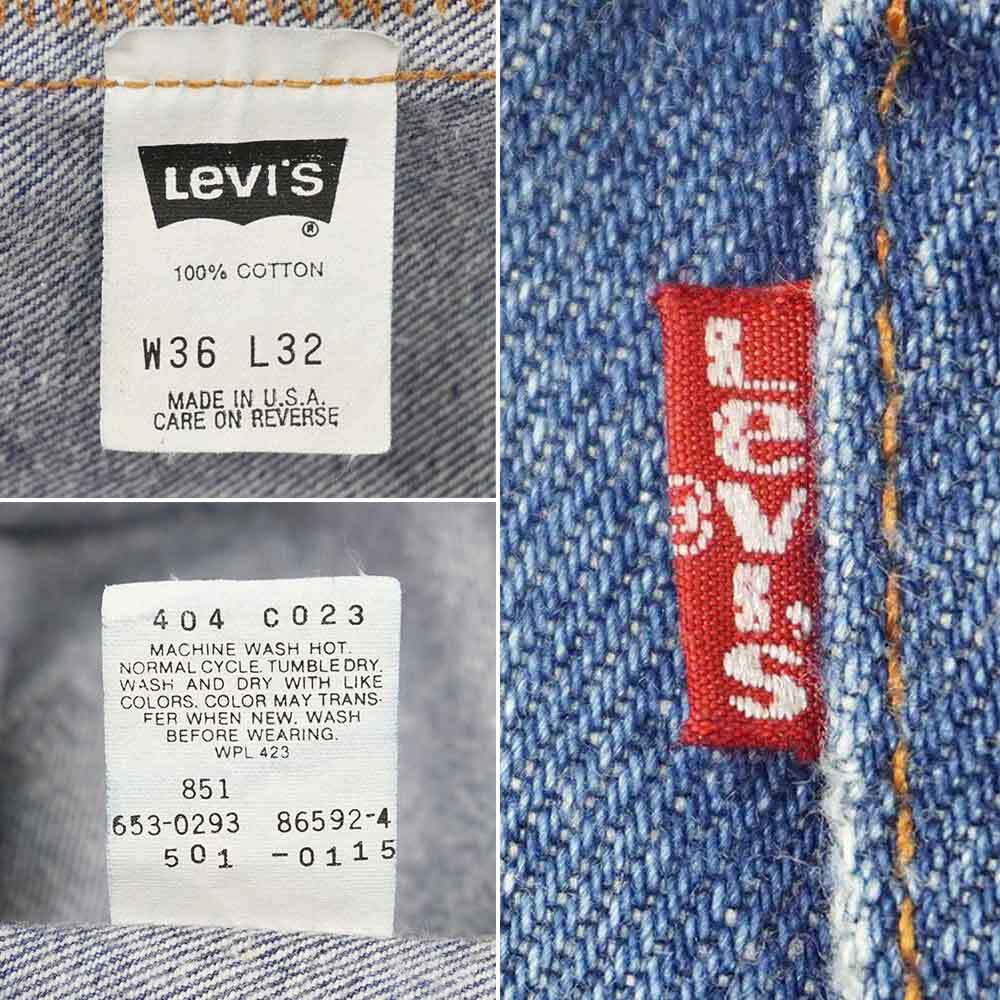 Levi's
®
100% COTTON
W36 L32
MADE IN U.S.A.
CARE ON REVERSE
404 C023
MACHINE WASH HOT.
NORMAL CYCLE. TUMBLE DRY.
WASH AND DRY WITH LIKE
COLORS. COLOR MAY TRANS-
FER WHEN NEW. WASH
BEFORE WEARING.
WPL 423
851
653-0293 86592-4
501 -0115
Levi's
®